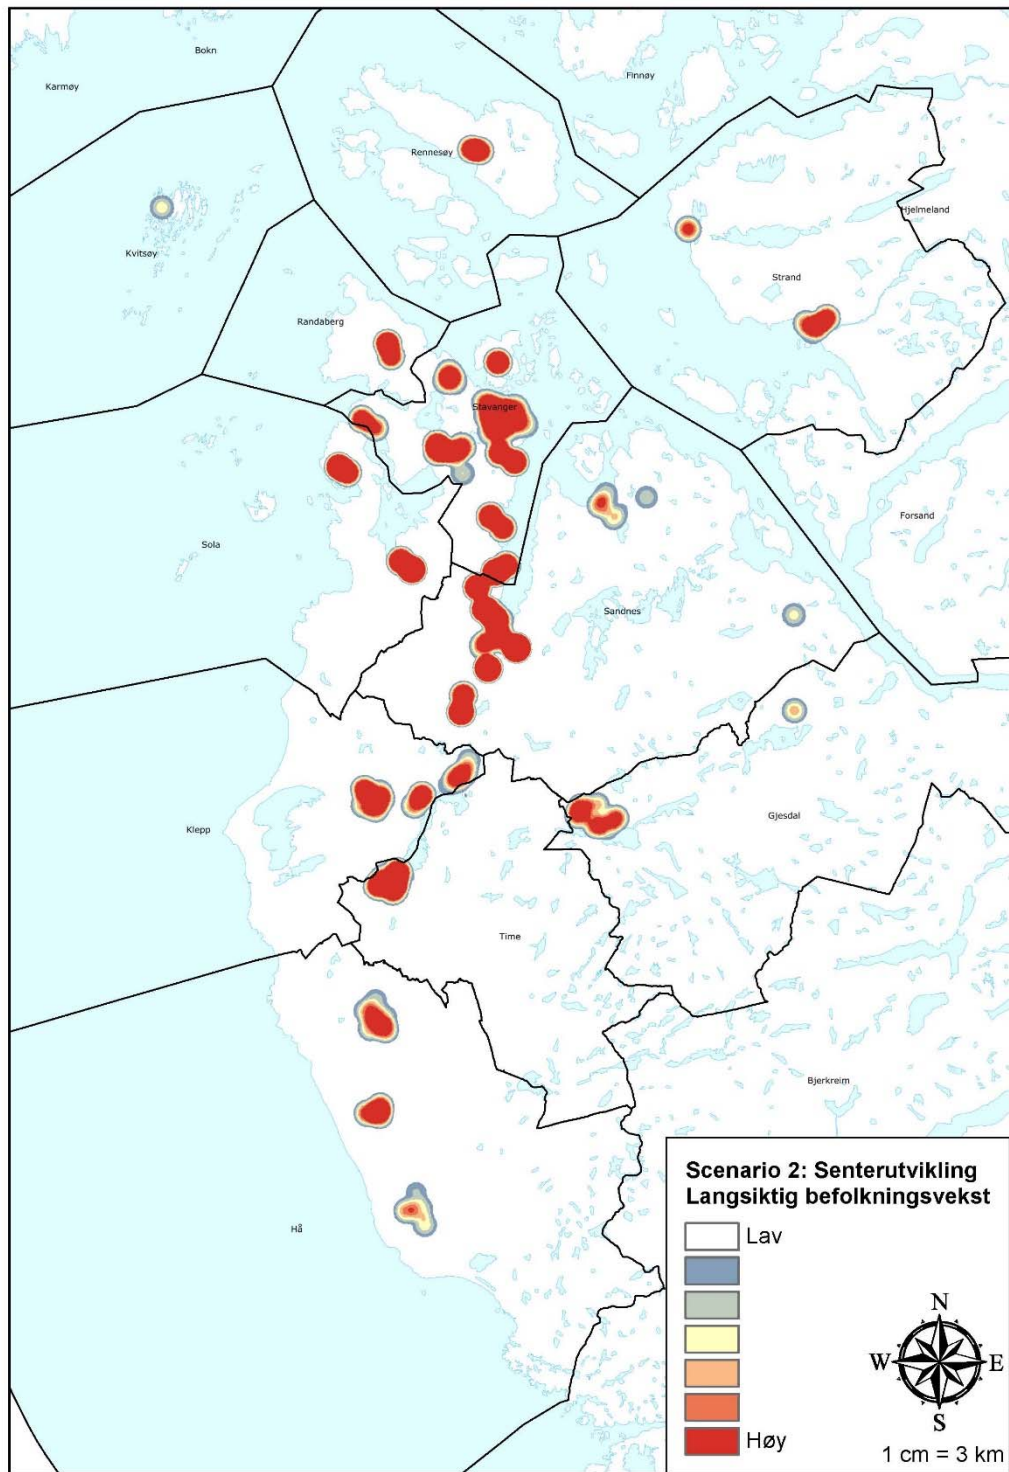 Bokn
Karmøy
Finnøy
Rennesøy
Hjelmeland
Kvitsøy
Strand
Randaberg
Stavanger
Forsand
Sola
Sandnes
Klepp
Gjesdal
Time
Bjerkreim
Hå
Scenario 2: Senterutvikling
Langsiktig befolkningsvekst
Lav
Høy
N
W E
S
1 cm = 3 km